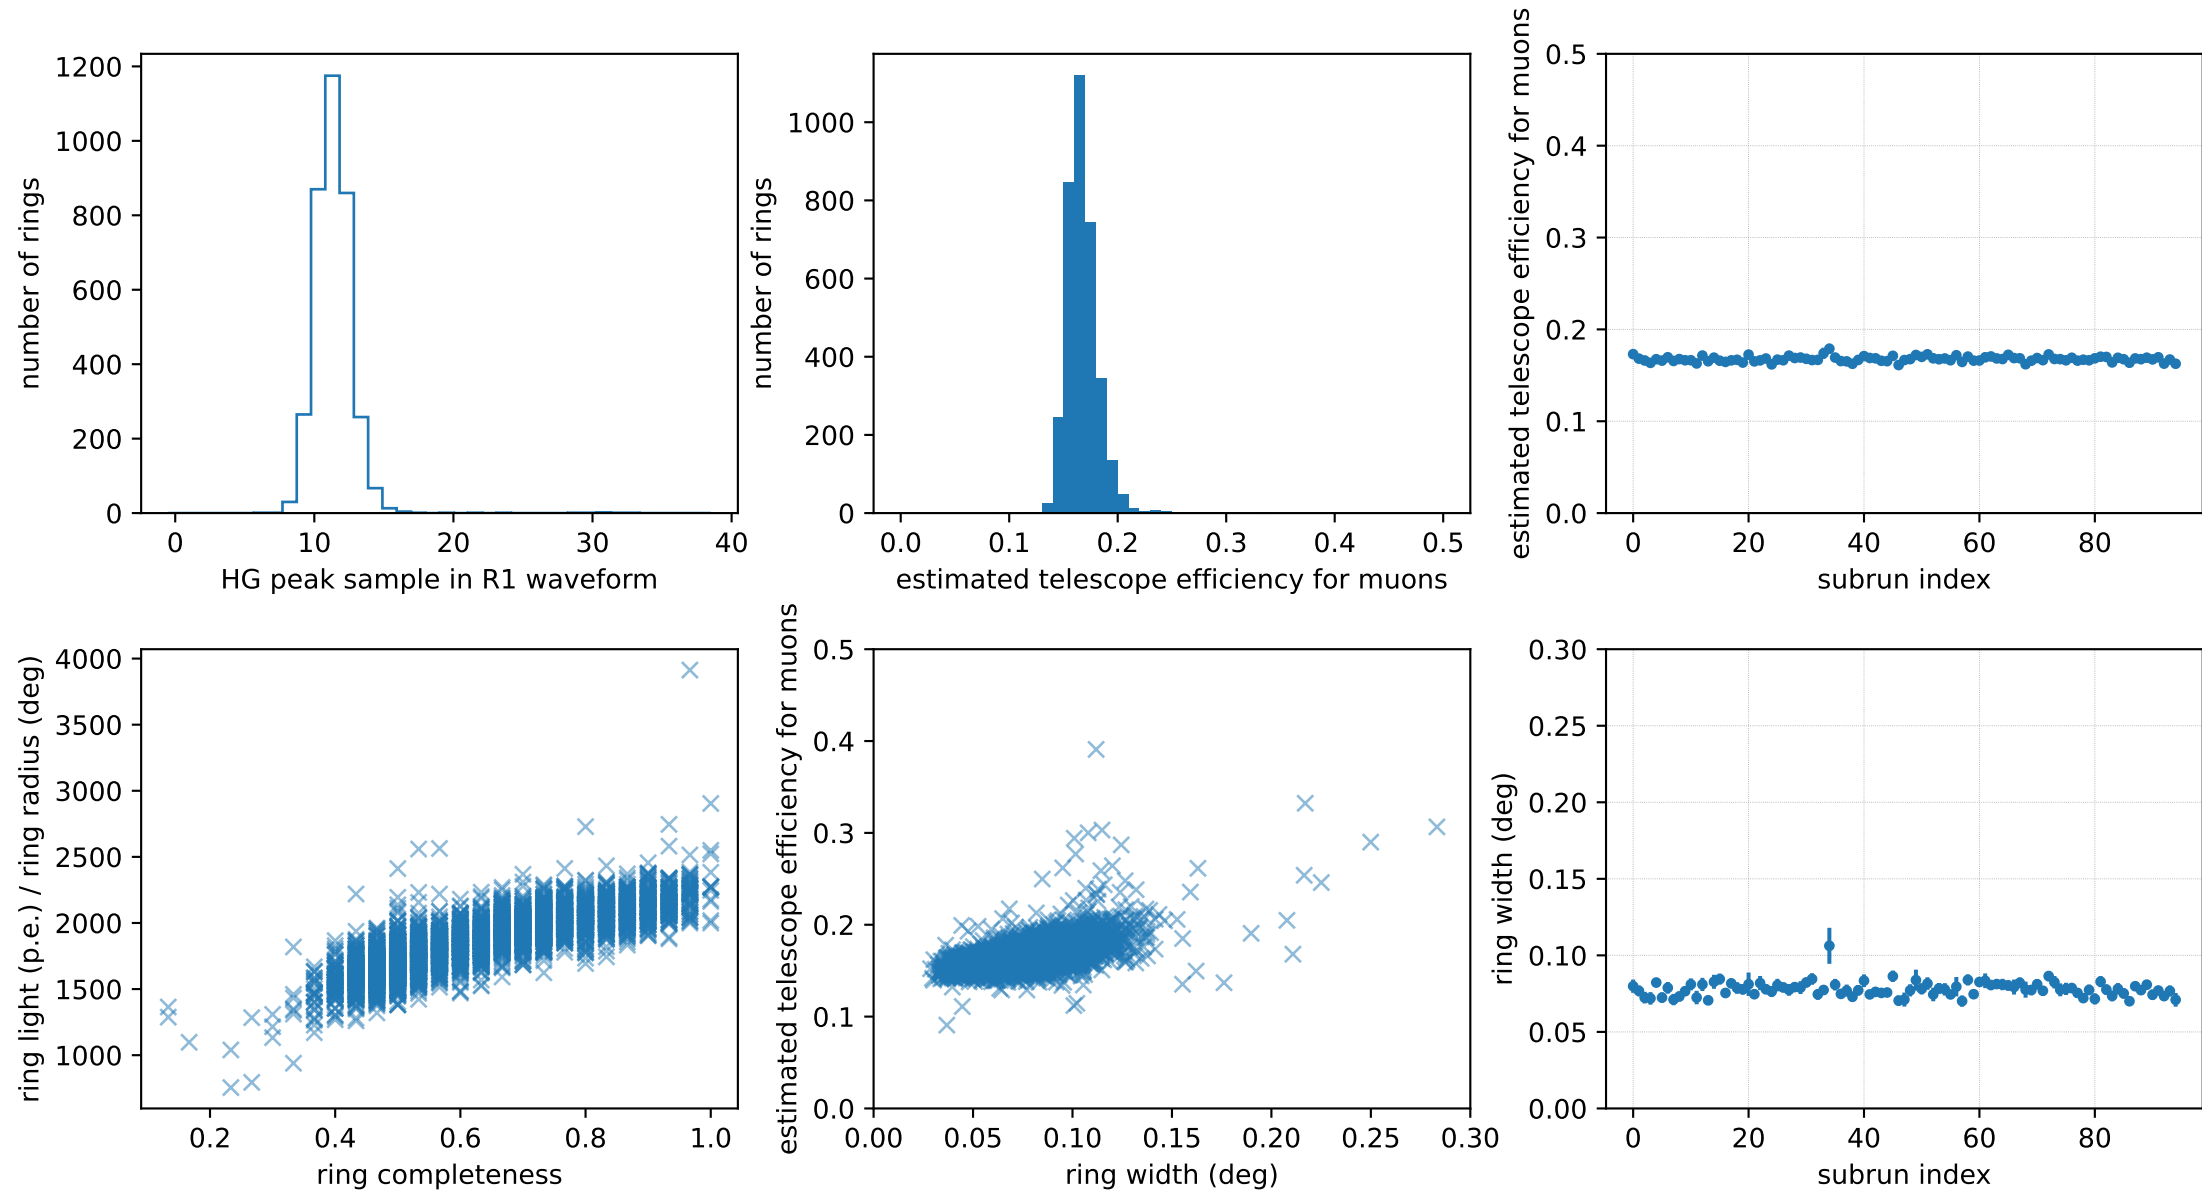 number of rings
1200
1000
800
600
400
200
0
0 10 20 30 40
HG peak sample in R1 waveform
number of rings
1000
800
600
400
200
0
0.0 0.1 0.2 0.3 0.4 0.5
estimated telescope efficiency for muons
estimated telescope efficiency for muons
0.5
0.4
0.3
0.2
0.1
0.0
0 20 40 60 80
subrun index
ring light (p.e.) / ring radius (deg)
4000
3500
3000
2500
2000
1500
1000
0.2 0.4 0.6 0.8 1.0
ring completeness
estimated telescope efficiency for muons
0.5
0.4
0.3
0.2
0.1
0.0
0.00 0.05 0.10 0.15 0.20 0.25 0.30
ring width (deg)
ring width (deg)
0.30
0.25
0.20
0.15
0.10
0.05
0.00
0 20 40 60 80
subrun index